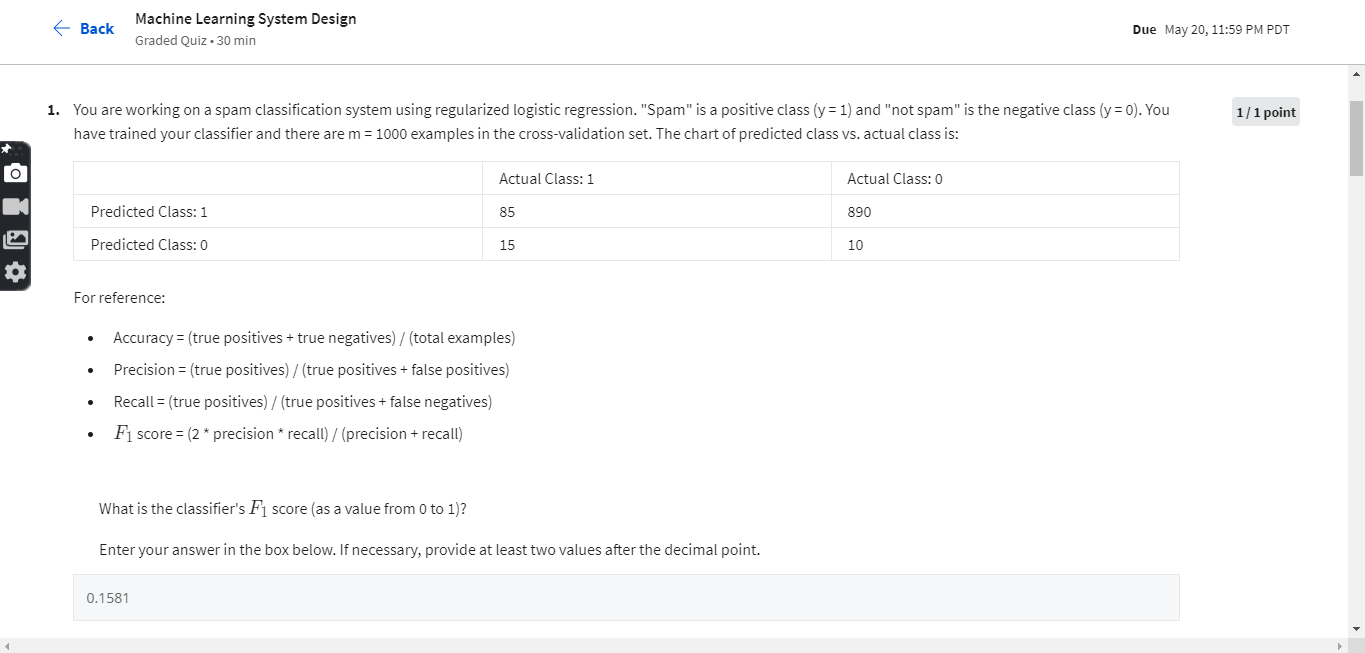 Back
Machine Learning System Design
Graded Quiz • 30 min
Due May 20, 11:59 PM PDT
1. You are working on a spam classification system using regularized logistic regression. "Spam" is a positive class (y = 1) and "not spam" is the negative class (y = 0). You
have trained your classifier and there are m = 1000 examples in the cross-validation set. The chart of predicted class vs. actual class is:
1 / 1 point
Actual Class: 1 Actual Class: 0
Predicted Class: 1 85 890
Predicted Class: 0 15 10
For reference:
• Accuracy = (true positives + true negatives) / (total examples)
• Precision = (true positives) / (true positives + false positives)
• Recall = (true positives) / (true positives + false negatives)
• F₁ score = (2 * precision * recall) / (precision + recall)
What is the classifier's F₁ score (as a value from 0 to 1)?
Enter your answer in the box below. If necessary, provide at least two values after the decimal point.
0.1581